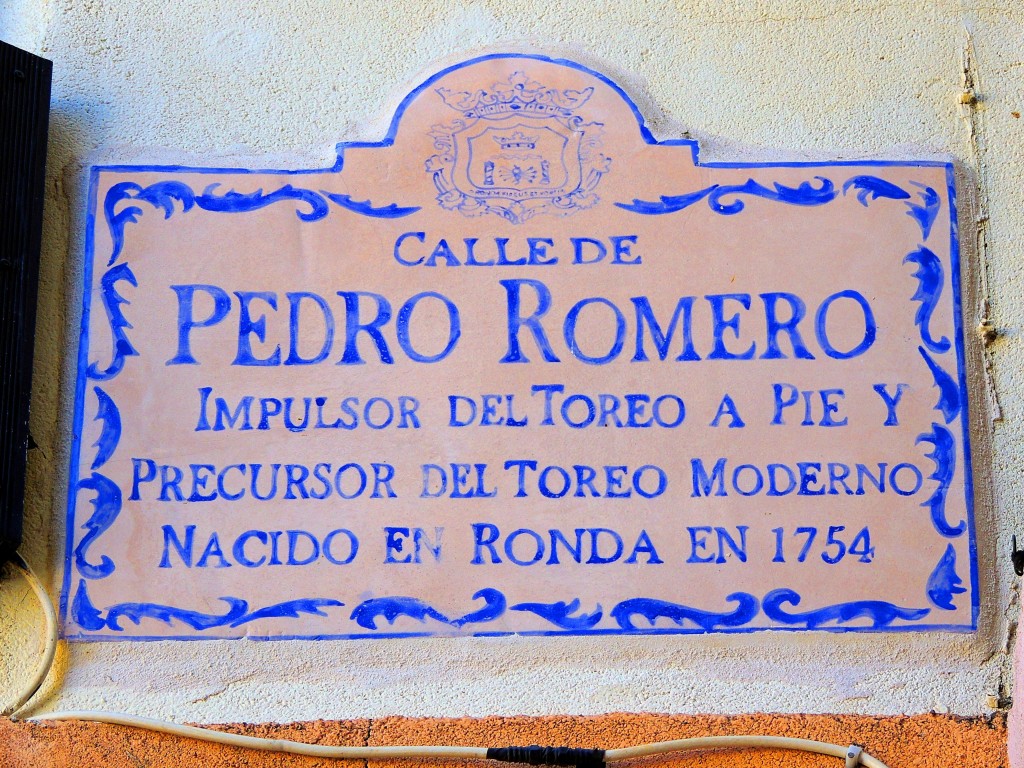 CALLE DE
PEDRO ROMERO
IMPULSOR DEL TOREO A PIE Y
PRECURSOR DEL TOREO MODERNO
NACIDO EN RONDA EN 1754